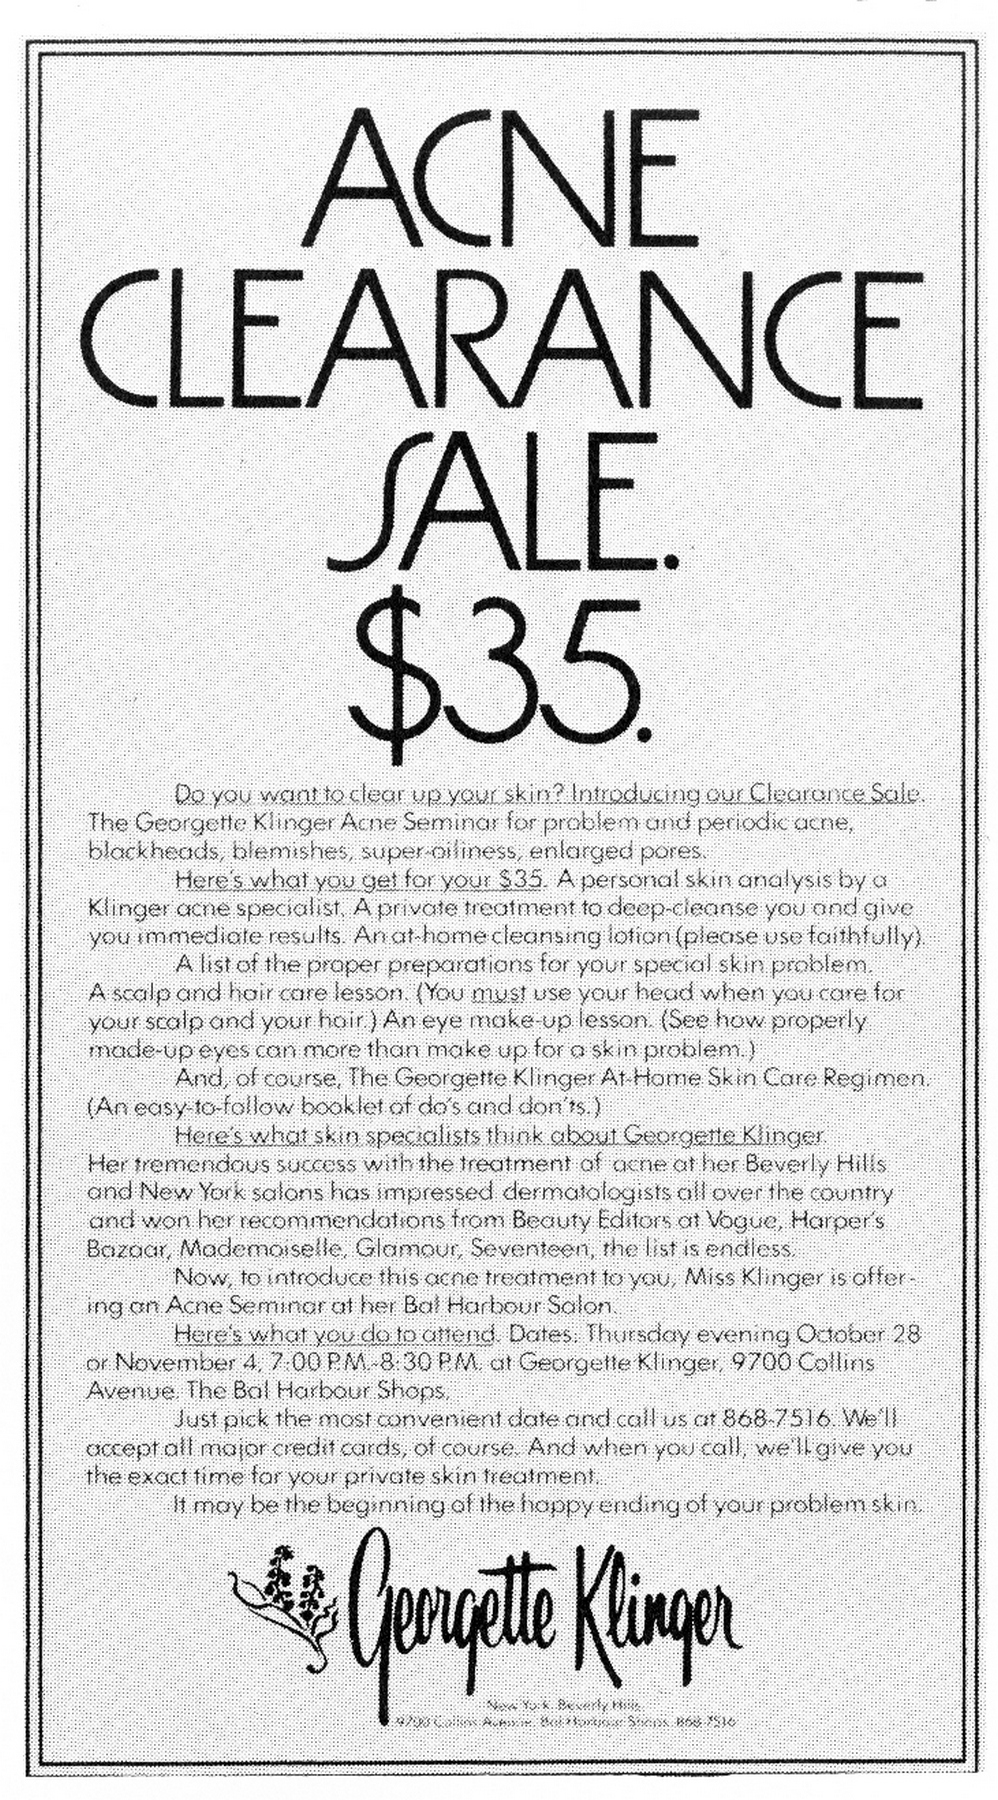 ACNE
CLEARANCE
SALE.
$35.
Do you want to clear up your skin? Introducing our Clearance Sale.
The Georgette Klinger Acne Seminar for problem and periodic acne,
blackheads, blemishes, super-oiliness, enlarged pores.
Here's what you get for your $35. A personal skin analysis by a
Klinger acne specialist. A private treatment to deep-cleanse you and give
you immediate results. An at-home cleansing lotion (please use faithfully).
A list of the proper preparations for your special skin problem.
A scalp and hair care lesson. (You must use your head when you care for
your scalp and your hair.) An eye make-up lesson. (See how properly
made-up eyes can more than make up for a skin problem.)
And, of course, The Georgette Klinger At-Home Skin Care Regimen.
(An easy-to-follow booklet of do's and don'ts.)
Here's what skin specialists think about Georgette Klinger.
Her tremendous success with the treatment of acne at her Beverly Hills
and New York salons has impressed dermatologists all over the country
and won her recommendations from Beauty Editors at Vogue, Harper's
Bazaar, Mademoiselle, Glamour, Seventeen, the list is endless.
Now, to introduce this acne treatment to you, Miss Klinger is offer-
ing an Acne Seminar at her Bal Harbour Salon.
Here's what you do to attend. Dates: Thursday evening October 28
or November 4, 7:00 P.M.-8:30 P.M. at Georgette Klinger, 9700 Collins
Avenue. The Bal Harbour Shops.
Just pick the most convenient date and call us at 868-7516. We'll
accept all major credit cards, of course. And when you call, we'll give you
the exact time for your private skin treatment.
It may be the beginning of the happy ending of your problem skin.
Georgette Klinger
New York, Beverly Hills
9700 Collins Avenue, Bal Harbour Shops, 868-7516